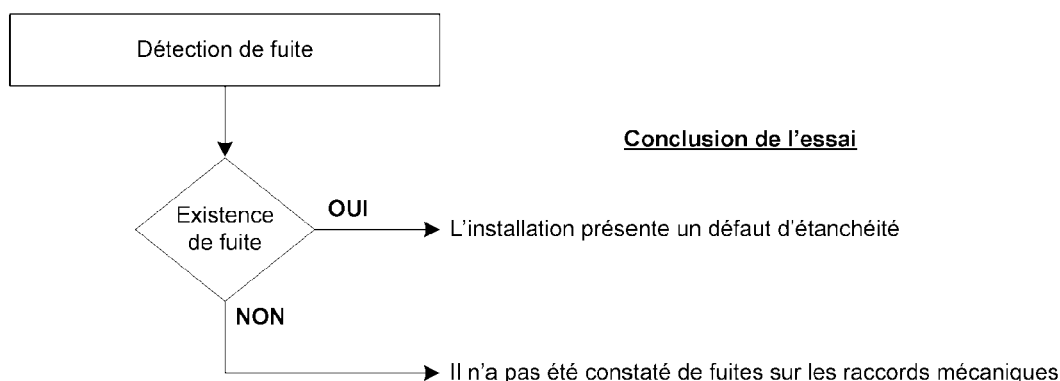 Détection de fuite
Conclusion de l'essai
Existence
de fuite
OUI
L'installation présente un défaut d'étanchéité
NON
Il n'a pas été constaté de fuites sur les raccords mécaniques